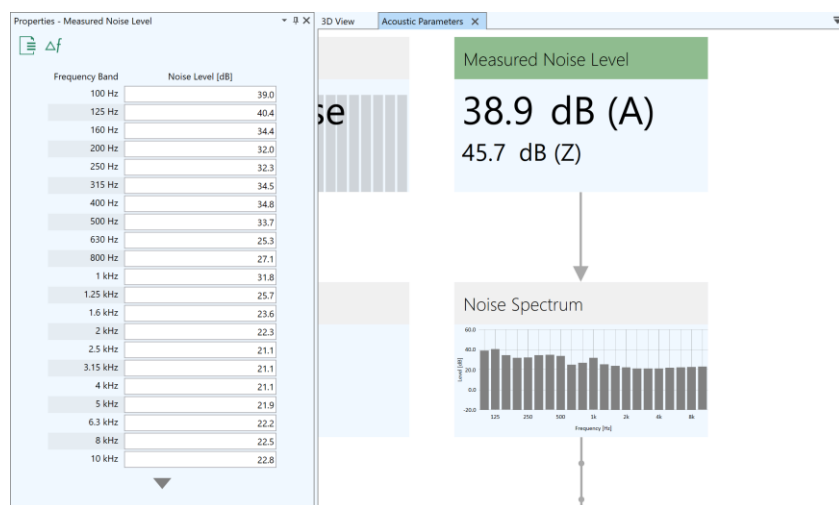 Properties - Measured Noise Level
3D View
Acoustic Parameters
Δf
Frequency Band Noise Level [dB]
100 Hz 39.0
125 Hz 40.4
160 Hz 34.4
200 Hz 32.0
250 Hz 32.3
315 Hz 34.5
400 Hz 34.8
500 Hz 33.7
630 Hz 25.3
800 Hz 27.1
1 kHz 31.8
1.25 kHz 25.7
1.6 kHz 23.6
2 kHz 22.3
2.5 kHz 21.1
3.15 kHz 21.1
4 kHz 21.1
5 kHz 21.9
6.3 kHz 22.2
8 kHz 22.5
10 kHz 22.8
se
Measured Noise Level
38.9 dB (A)
45.7 dB (Z)
Noise Spectrum
Level [dB]
60.0
40.0
20.0
0.0
-20.0
125 250 500 1k 2k 4k 8k
Frequency [Hz]